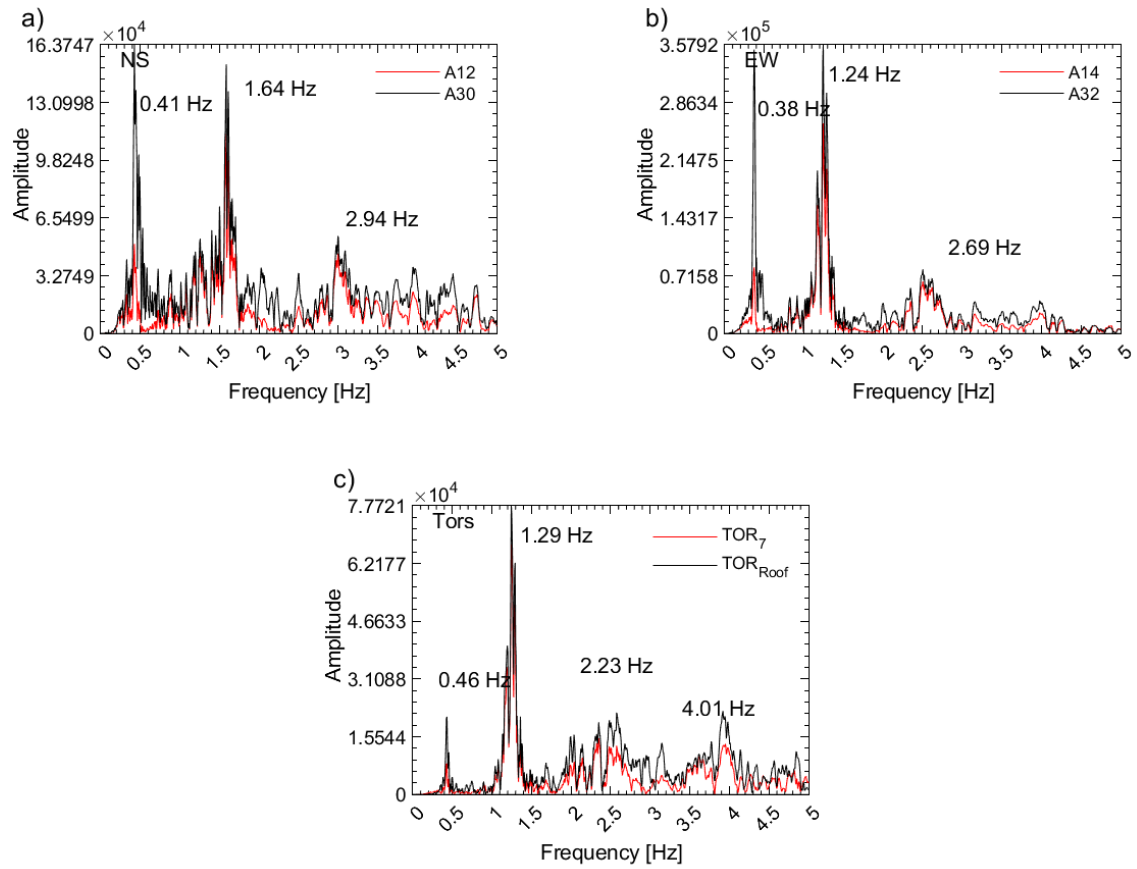 a)
×10^4
16.3747
13.0998
9.8248
6.5499
3.2749
0
Amplitude
NS
0.41 Hz
1.64 Hz
2.94 Hz
A12
A30
0 0.5 1 1.5 2 2.5 3 3.5 4 4.5 5
Frequency [Hz]
b)
×10^5
3.5792
2.8634
2.1475
1.4317
0.7158
0
Amplitude
EW
0.38 Hz
1.24 Hz
2.69 Hz
A14
A32
0 0.5 1 1.5 2 2.5 3 3.5 4 4.5 5
Frequency [Hz]
c)
×10^4
7.7721
6.2177
4.6633
3.1088
1.5544
0
Amplitude
Tors
1.29 Hz
0.46 Hz
2.23 Hz
4.01 Hz
TOR_7
TOR_Roof
0 0.5 1 1.5 2 2.5 3 3.5 4 4.5 5
Frequency [Hz]